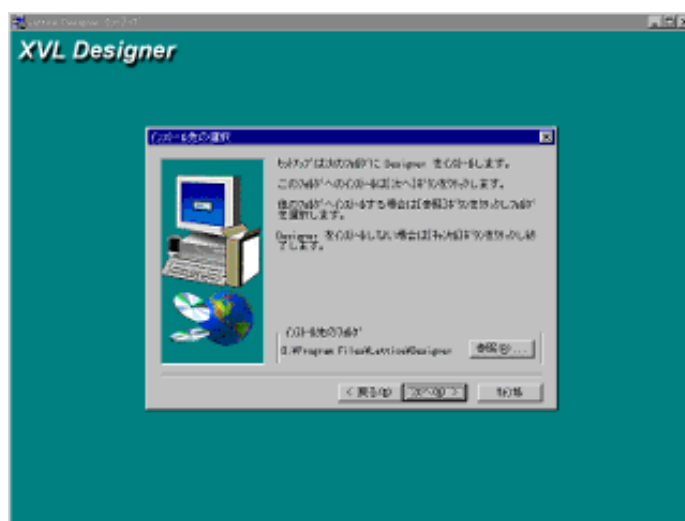 XVL Designer
ｲﾝｽﾄｰﾙ先の選択
ｾｯﾄｱｯﾌﾟは次のﾌｫﾙﾀﾞに Designer をｲﾝｽﾄｰﾙします。
このﾌｫﾙﾀﾞへのｲﾝｽﾄｰﾙは[次へ]ﾎﾞﾀﾝをｸﾘｯｸします。
他のﾌｫﾙﾀﾞへｲﾝｽﾄｰﾙする場合は[参照]ﾎﾞﾀﾝをｸﾘｯｸしﾌｫﾙﾀﾞ
を選択します。
Designer をｲﾝｽﾄｰﾙしない場合は[ｷｬﾝｾﾙ]ﾎﾞﾀﾝをｸﾘｯｸし終
了します。
ｲﾝｽﾄｰﾙ先のﾌｫﾙﾀﾞ
¥Program Files¥Lattice¥Designer
参照(R)...
< 戻る(B)
次へ(N) >
ｷｬﾝｾﾙ